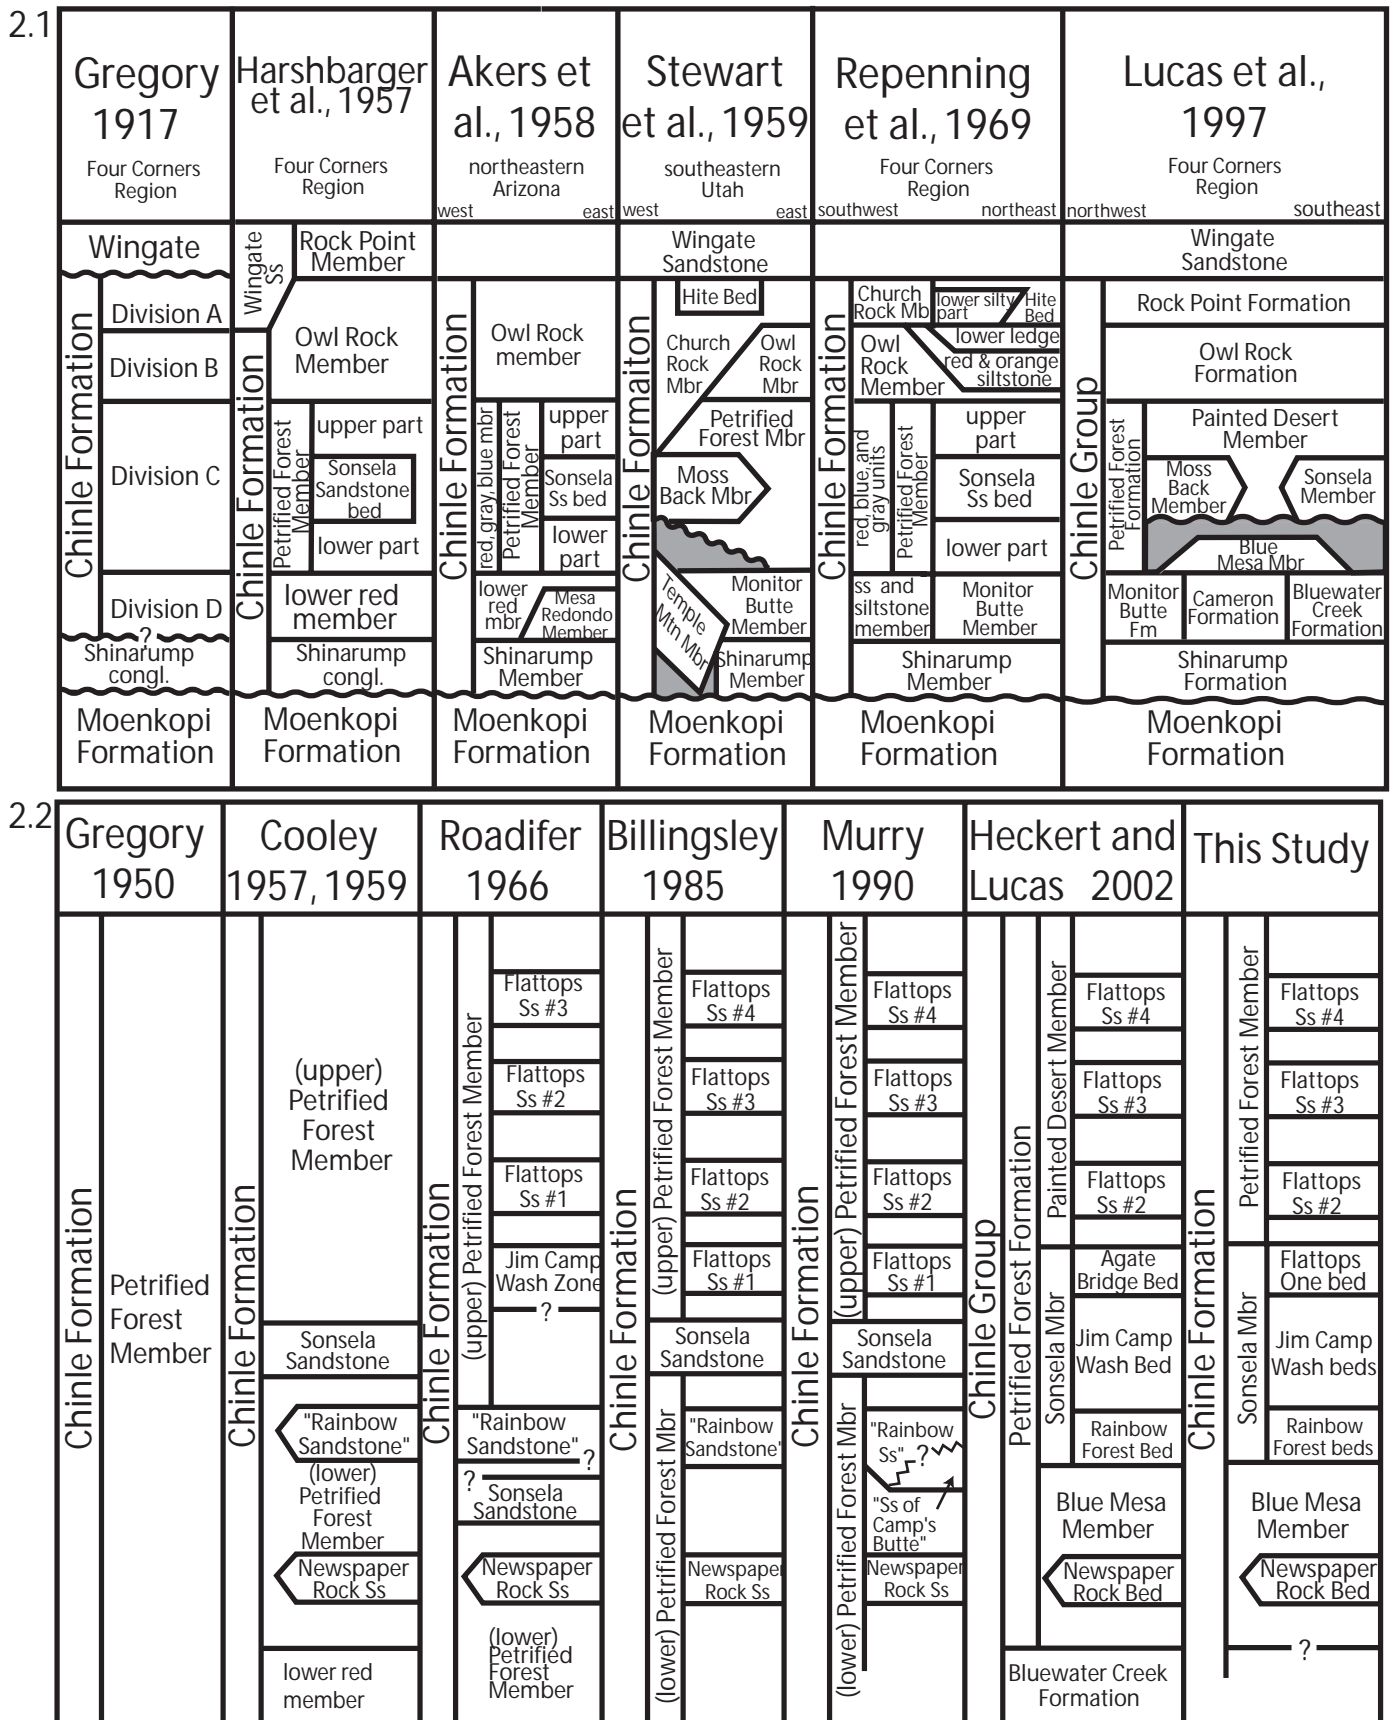 2.1
Gregory
1917
Four Corners
Region
Wingate
Chinle Formation
Division A
Division B
Division C
Division D
?
Shinarump
congl.
Moenkopi
Formation
Harshbarger
et al., 1957
Four Corners
Region
Wingate
Ss
Rock Point
Member
Owl Rock
Member
Chinle Formation
Petrified Forest
Member
upper part
Sonsela
Sandstone
bed
lower part
lower red
member
Shinarump
congl.
Moenkopi
Formation
Akers et
al., 1958
northeastern
Arizona
west
east
Chinle Formation
Owl Rock
member
red, gray, blue mbr
Petrified Forest
Member
upper
part
Sonsela
Ss bed
lower
part
lower
red
mbr
Mesa
Redondo
Member
Shinarump
Member
Moenkopi
Formation
Stewart
et al., 1959
southeastern
Utah
west
east
Wingate
Sandstone
Chinle Formaiton
Hite Bed
Church
Rock
Mbr
Owl
Rock
Mbr
Petrified
Forest Mbr
Moss
Back Mbr
Temple
Mtn Mbr
Monitor
Butte
Member
Shinarump
Member
Moenkopi
Formation
Repenning
et al., 1969
Four Corners
Region
southwest
northeast
Chinle Formation
Church
Rock Mb
lower silty
part
Hite
Bed
lower ledge
Owl
Rock
Member
red & orange
siltstone
red, blue, and
gray units
Petrified Forest
Member
upper
part
Sonsela
Ss bed
lower part
ss and
siltstone
member
Monitor
Butte
Member
Shinarump
Member
Moenkopi
Formation
Lucas et al.,
1997
Four Corners
Region
northwest
southeast
Wingate
Sandstone
Chinle Group
Rock Point Formation
Owl Rock
Formation
Petrified Forest
Formation
Painted Desert
Member
Moss
Back
Member
Sonsela
Member
Blue
Mesa Mbr
Monitor
Butte
Fm
Cameron
Formation
Bluewater
Creek
Formation
Shinarump
Formation
Moenkopi
Formation
2.2
Gregory
1950
Chinle Formation
Petrified
Forest
Member
Cooley
1957, 1959
Chinle Formation
(upper)
Petrified
Forest
Member
Sonsela
Sandstone
"Rainbow
Sandstone"
(lower)
Petrified
Forest
Member
Newspaper
Rock Ss
lower red
member
Roadifer
1966
Chinle Formation
(upper) Petrified Forest Member
Flattops
Ss #3
Flattops
Ss #2
Flattops
Ss #1
Jim Camp
Wash Zone
?
"Rainbow
Sandstone"
?
?
Sonsela
Sandstone
Newspaper
Rock Ss
(lower)
Petrified
Forest
Member
Billingsley
1985
Chinle Formation
(upper) Petrified Forest Member
Flattops
Ss #4
Flattops
Ss #3
Flattops
Ss #2
Flattops
Ss #1
Sonsela
Sandstone
(lower) Petrified Forest Mbr
"Rainbow
Sandstone"
Newspaper
Rock Ss
Murry
1990
Chinle Formation
(upper) Petrified Forest Member
Flattops
Ss #4
Flattops
Ss #3
Flattops
Ss #2
Flattops
Ss #1
Sonsela
Sandstone
(lower) Petrified Forest Mbr
"Rainbow
Ss"
?
"Ss of
Camp's
Butte"
Newspaper
Rock Ss
Heckert and
Lucas 2002
Chinle Group
Petrified Forest Formation
Painted Desert Member
Flattops
Ss #4
Flattops
Ss #3
Flattops
Ss #2
Sonsela Mbr
Agate
Bridge Bed
Jim Camp
Wash Bed
Rainbow
Forest Bed
Blue Mesa
Member
Newspaper
Rock Bed
Bluewater Creek
Formation
This Study
Chinle Formation
Petrified Forest Member
Flattops
Ss #4
Flattops
Ss #3
Flattops
Ss #2
Sonsela Mbr
Flattops
One bed
Jim Camp
Wash beds
Rainbow
Forest beds
Blue Mesa
Member
Newspaper
Rock Bed
?